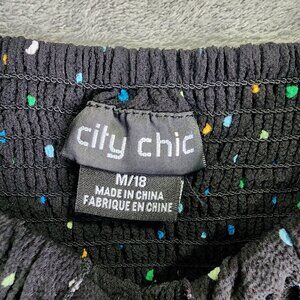 city chic
M/18
MADE IN CHINA
FABRIQUE EN CHINE